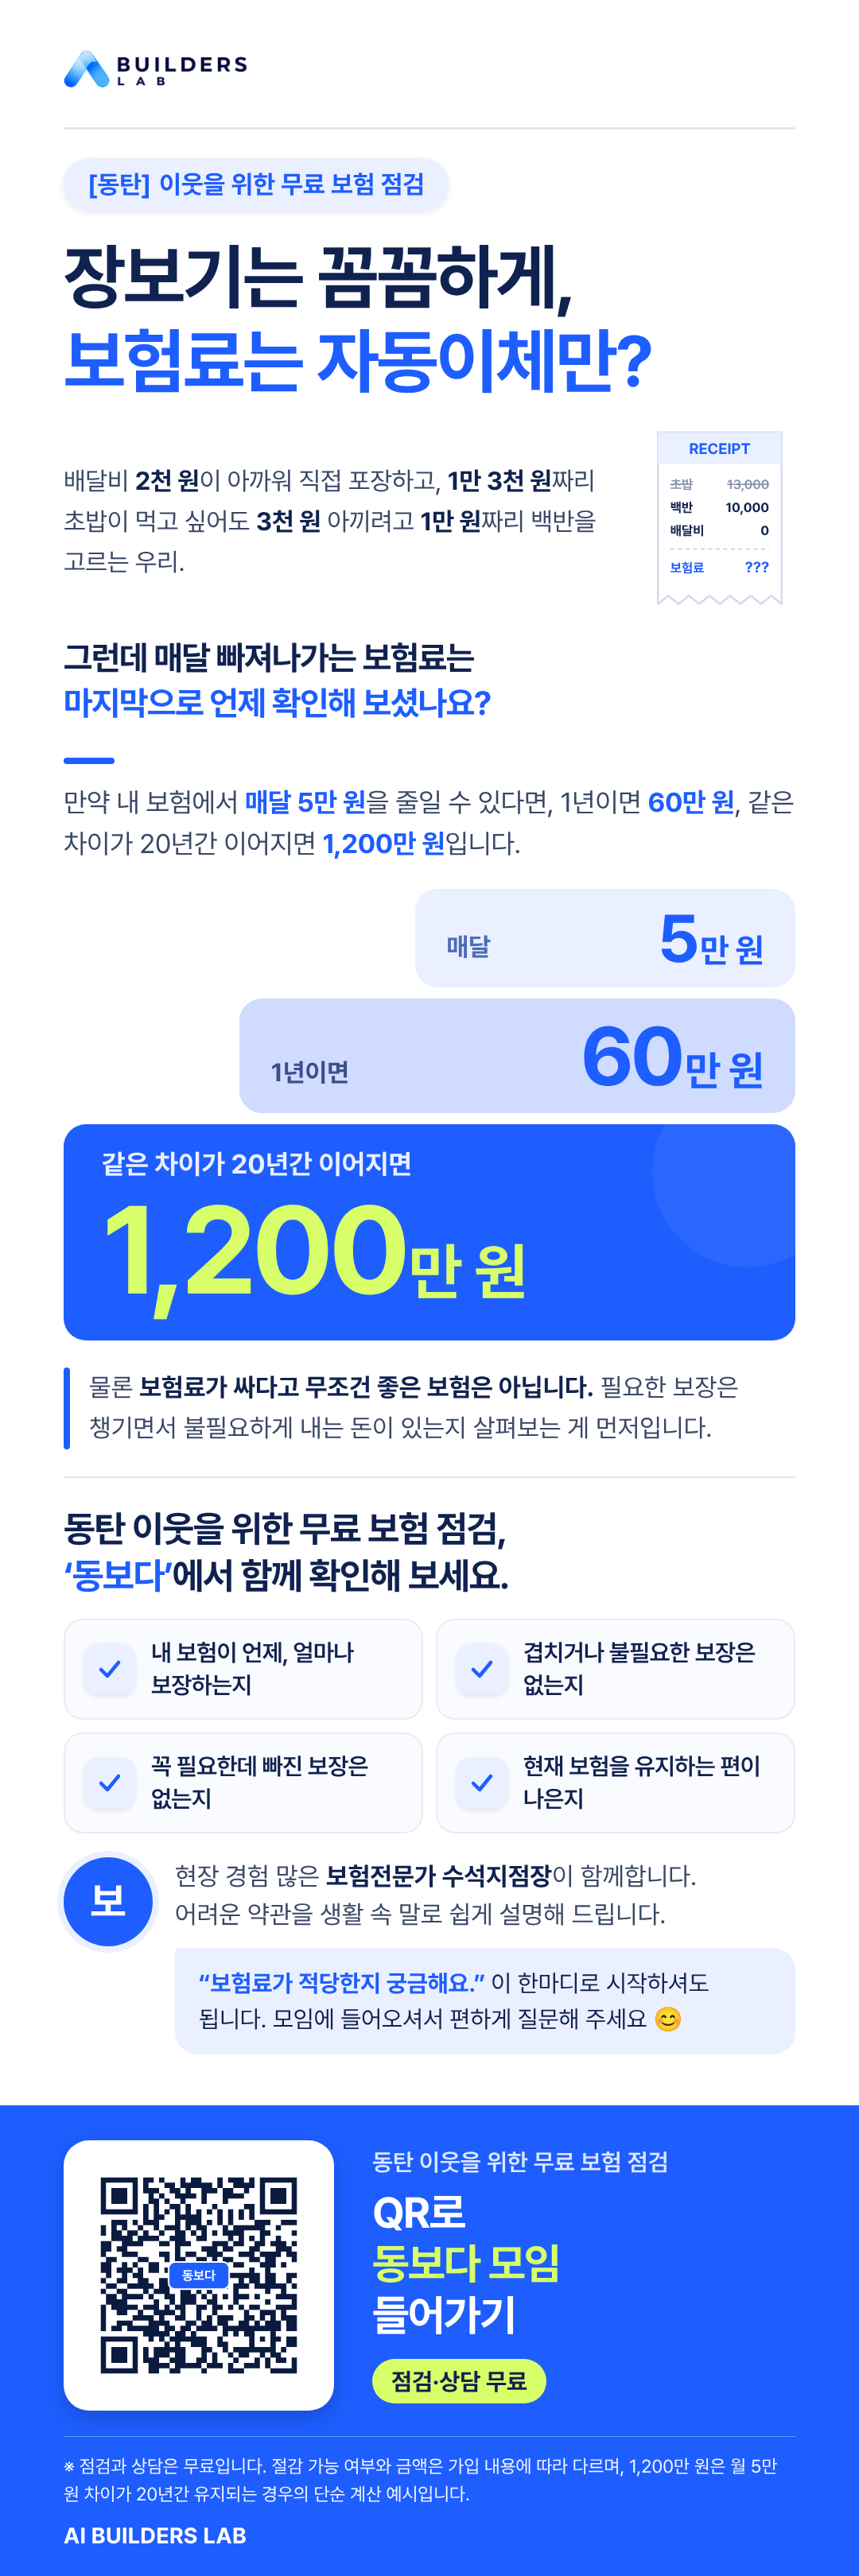 BUILDERS
LAB
[동탄] 이웃을 위한 무료 보험 점검
장보기는 꼼꼼하게,
보험료는 자동이체만?
배달비 2천 원이 아까워 직접 포장하고, 1만 3천 원짜리
초밥이 먹고 싶어도 3천 원 아끼려고 1만 원짜리 백반을
고르는 우리.
RECEIPT
초밥 13,000
백반 10,000
배달비 0
보험료 ???
그런데 매달 빠져나가는 보험료는
마지막으로 언제 확인해 보셨나요?
만약 내 보험에서 매달 5만 원을 줄일 수 있다면, 1년이면 60만 원, 같은
차이가 20년간 이어지면 1,200만 원입니다.
매달 5만 원
1년이면 60만 원
같은 차이가 20년간 이어지면
1,200만 원
물론 보험료가 싸다고 무조건 좋은 보험은 아닙니다. 필요한 보장은
챙기면서 불필요하게 내는 돈이 있는지 살펴보는 게 먼저입니다.
동탄 이웃을 위한 무료 보험 점검,
‘동보다’에서 함께 확인해 보세요.
내 보험이 언제, 얼마나
보장하는지
겹치거나 불필요한 보장은
없는지
꼭 필요한데 빠진 보장은
없는지
현재 보험을 유지하는 편이
나은지
보
현장 경험 많은 보험전문가 수석지점장이 함께합니다.
어려운 약관을 생활 속 말로 쉽게 설명해 드립니다.
“보험료가 적당한지 궁금해요.” 이 한마디로 시작하셔도
됩니다. 모임에 들어오셔서 편하게 질문해 주세요 😊
동보다
동탄 이웃을 위한 무료 보험 점검
QR로
동보다 모임
들어가기
점검·상담 무료
※ 점검과 상담은 무료입니다. 절감 가능 여부와 금액은 가입 내용에 따라 다르며, 1,200만 원은 월 5만
원 차이가 20년간 유지되는 경우의 단순 계산 예시입니다.
AI BUILDERS LAB